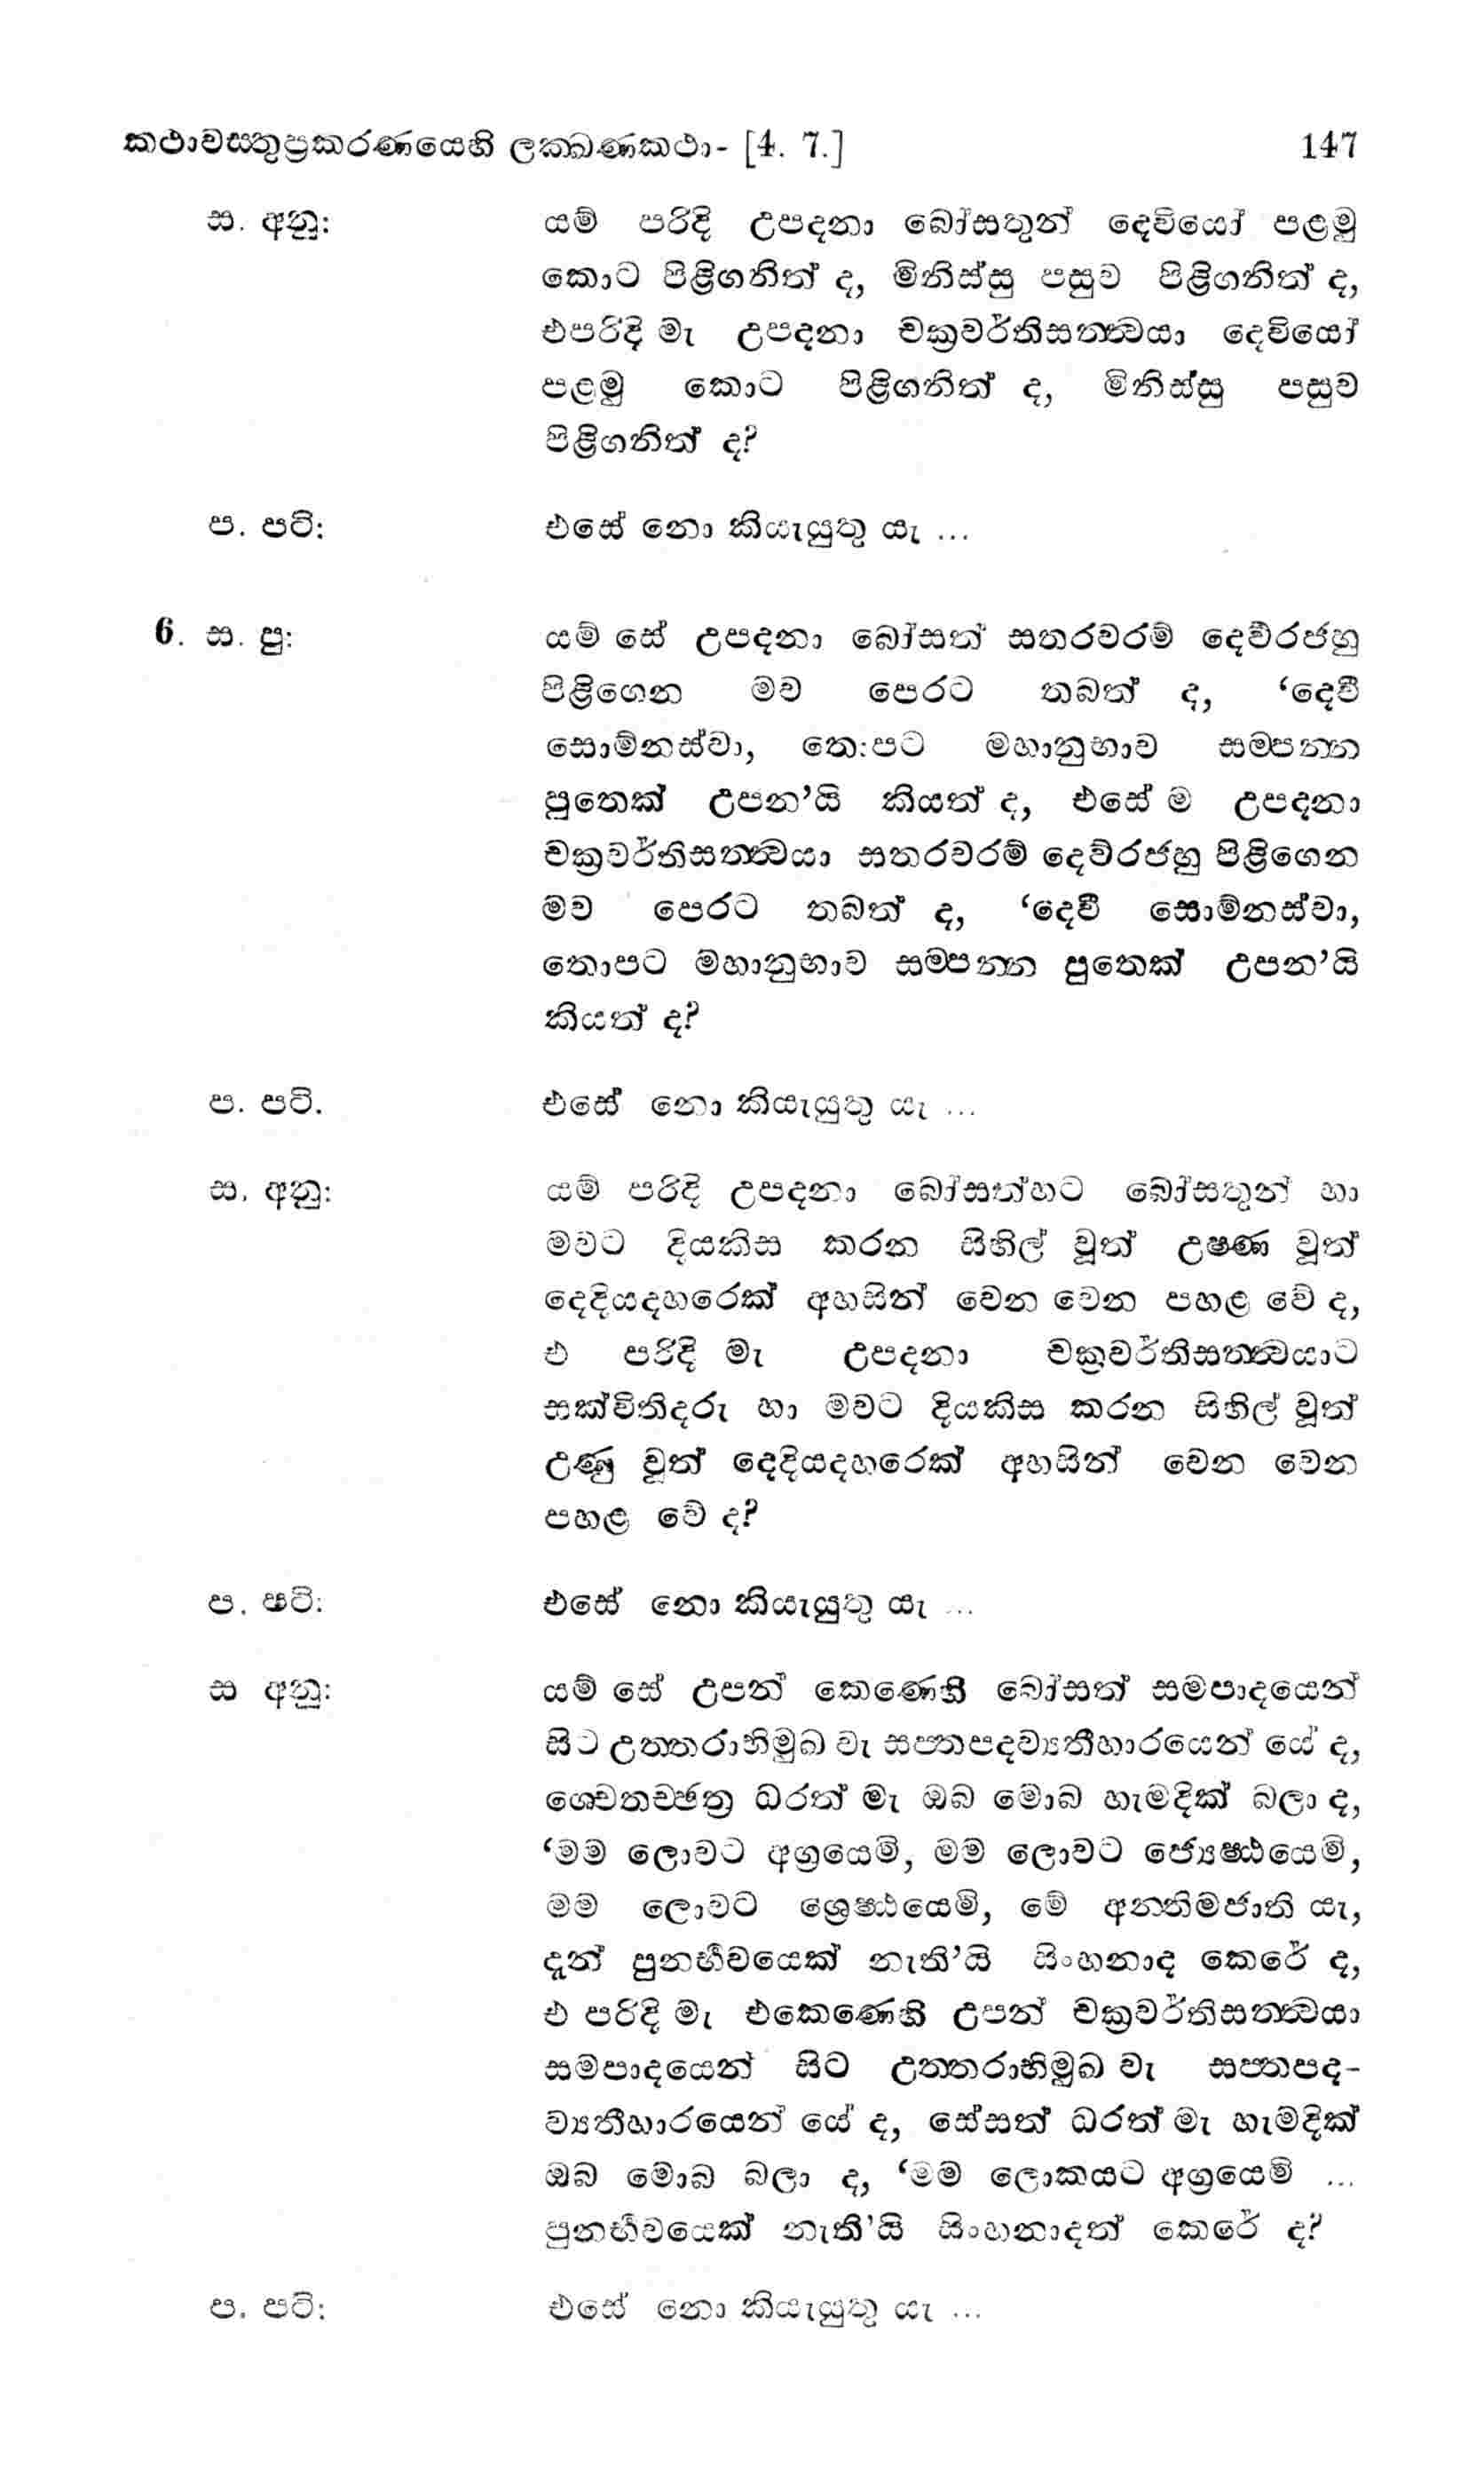 කථාවස්තුප්‍රකරණයෙහි ලක්ඛණකථා- [4. 7.] 147
ස. අනු: යම් පරිදි උපදනා බෝසතුන් දෙවියෝ පළමු
කොට පිළිගනිත් ද, මිනිස්සු පසුව පිළිගනිත් ද,
එපරිදි මැ උපදනා චක්‍රවර්තිසත්ත්වයා දෙවියෝ
පළමු කොට පිළිගනිත් ද, මිනිස්සු පසුව
පිළිගනිත් ද?
ප. පටි: එසේ නො කියැයුතු යැ ...
6. ස. පු: යම් සේ උපදනා බෝසත් සතරවරම් දෙව්රජහු
පිළිගෙන මව පෙරට තබත් ද, ‘දෙවී
සොම්නස්වා, තොපට මහානුභාව සම්පන්න
පුතෙක් උපන’යි කියත් ද, එසේ ම උපදනා
චක්‍රවර්තිසත්ත්වයා සතරවරම් දෙව්රජහු පිළිගෙන
මව පෙරට තබත් ද, ‘දෙවී සොම්නස්වා,
තොපට මහානුභාව සම්පන්න පුතෙක් උපන’යි
කියත් ද?
ප. පටි. එසේ නො කියැයුතු යැ ...
ස. අනු: යම් පරිදි උපදනා බෝසත්හට බෝසතුන් හා
මවට දියකිස කරන සිහිල් වූත් උෂ්ණ වූත්
දෙදියදහරෙක් අහසින් වෙන වෙන පහළ වේ ද,
එ පරිදි මැ උපදනා චක්‍රවර්තිසත්ත්වයාට
සක්විතිදරු හා මවට දියකිස කරන සිහිල් වූත්
උණු වූත් දෙදියදහරෙක් අහසින් වෙන වෙන
පහළ වේ ද?
ප. පටි: එසේ නො කියැයුතු යැ ...
ස අනු: යම් සේ උපන් කෙණෙහි බෝසත් සමපාදයෙන්
සිට උත්තරාභිමුඛ වැ සප්තපදව්‍යතීහාරයෙන් යේ ද,
ශ්වෙතච්ඡත්‍ර ධරත් මැ ඔබ මොබ හැමදික් බලා ද,
‘මම ලොවට අග්‍රයෙමි, මම ලොවට ජ්‍යෙෂ්ඨයෙමි,
මම ලොවට ශ්‍රෙෂ්ඨයෙමි, මේ අන්තිමජාති යැ,
දැන් පුනර්භවයෙක් නැති’යි සිංහනාද කෙරේ ද,
එ පරිදි මැ එකෙණෙහි උපන් චක්‍රවර්තිසත්ත්වයා
සමපාදයෙන් සිට උත්තරාභිමුඛ වැ සප්තපද-
ව්‍යතීහාරයෙන් යේ ද, සේසත් ධරත් මැ හැමදික්
ඔබ මොබ බලා ද, ‘මම ලොකයට අග්‍රයෙමි ...
පුනර්භවයෙක් නැති’යි සිංහනාදත් කෙරේ ද?
ප. පටි: එසේ නො කියැයුතු යැ ...